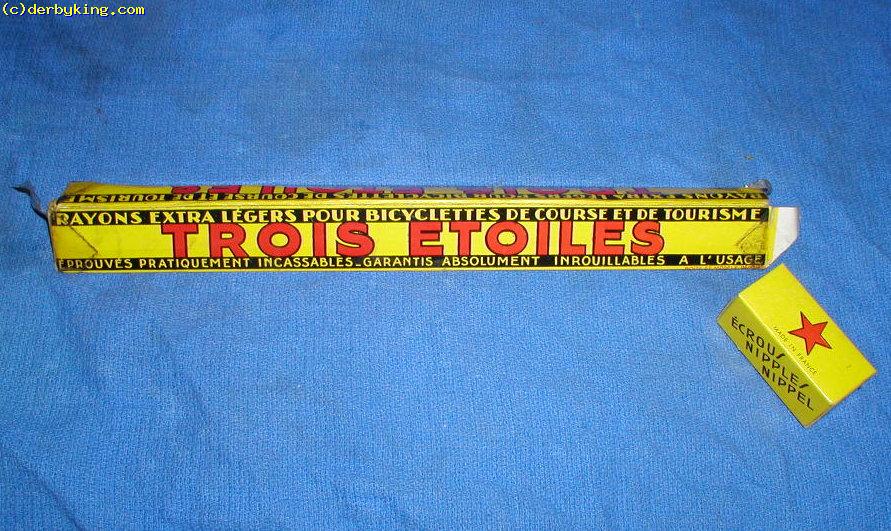 (c)derbyking.com
RAYONS EXTRA LÉGERS POUR BICYCLETTES DE COURSE ET DE TOURISME
TROIS ETOILES
ÉPROUVÉS PRATIQUEMENT INCASSABLES_GARANTIS ABSOLUMENT INROUILLABLES A L'USAGE
MADE IN FRANCE
ÉCROUS
NIPPLES
NIPPEL